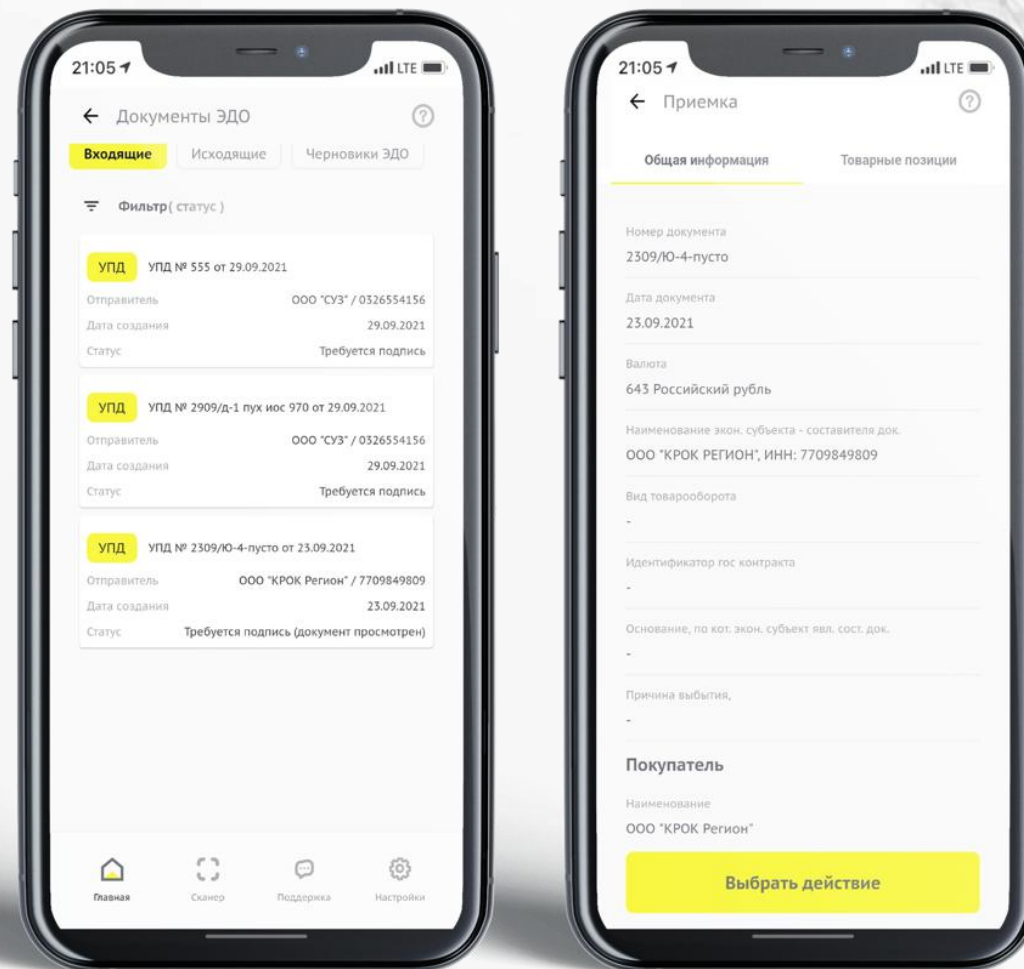 21:05
LTE
Документы ЭДО
?
Входящие
Исходящие
Черновики ЭДО
Фильтр( статус )
УПД УПД № 555 от 29.09.2021
Отправитель ООО "СУЗ" / 0326554156
Дата создания 29.09.2021
Статус Требуется подпись
УПД УПД № 2909/д-1 пух иос 970 от 29.09.2021
Отправитель ООО "СУЗ" / 0326554156
Дата создания 29.09.2021
Статус Требуется подпись
УПД УПД № 2309/Ю-4-пусто от 23.09.2021
Отправитель ООО "КРОК Регион" / 7709849809
Дата создания 23.09.2021
Статус Требуется подпись (документ просмотрен)
Главная
Сканер
Поддержка
Настройки
21:05
LTE
Приемка
?
Общая информация
Товарные позиции
Номер документа
2309/Ю-4-пусто
Дата документа
23.09.2021
Валюта
643 Российский рубль
Наименование экон. субъекта - составителя док.
ООО "КРОК РЕГИОН", ИНН: 7709849809
Вид товарооборота
-
Идентификатор гос контракта
-
Основание, по кот. экон. субъект явл. сост. док.
-
Причина выбытия,
-
Покупатель
Наименование
ООО "КРОК Регион"
Выбрать действие